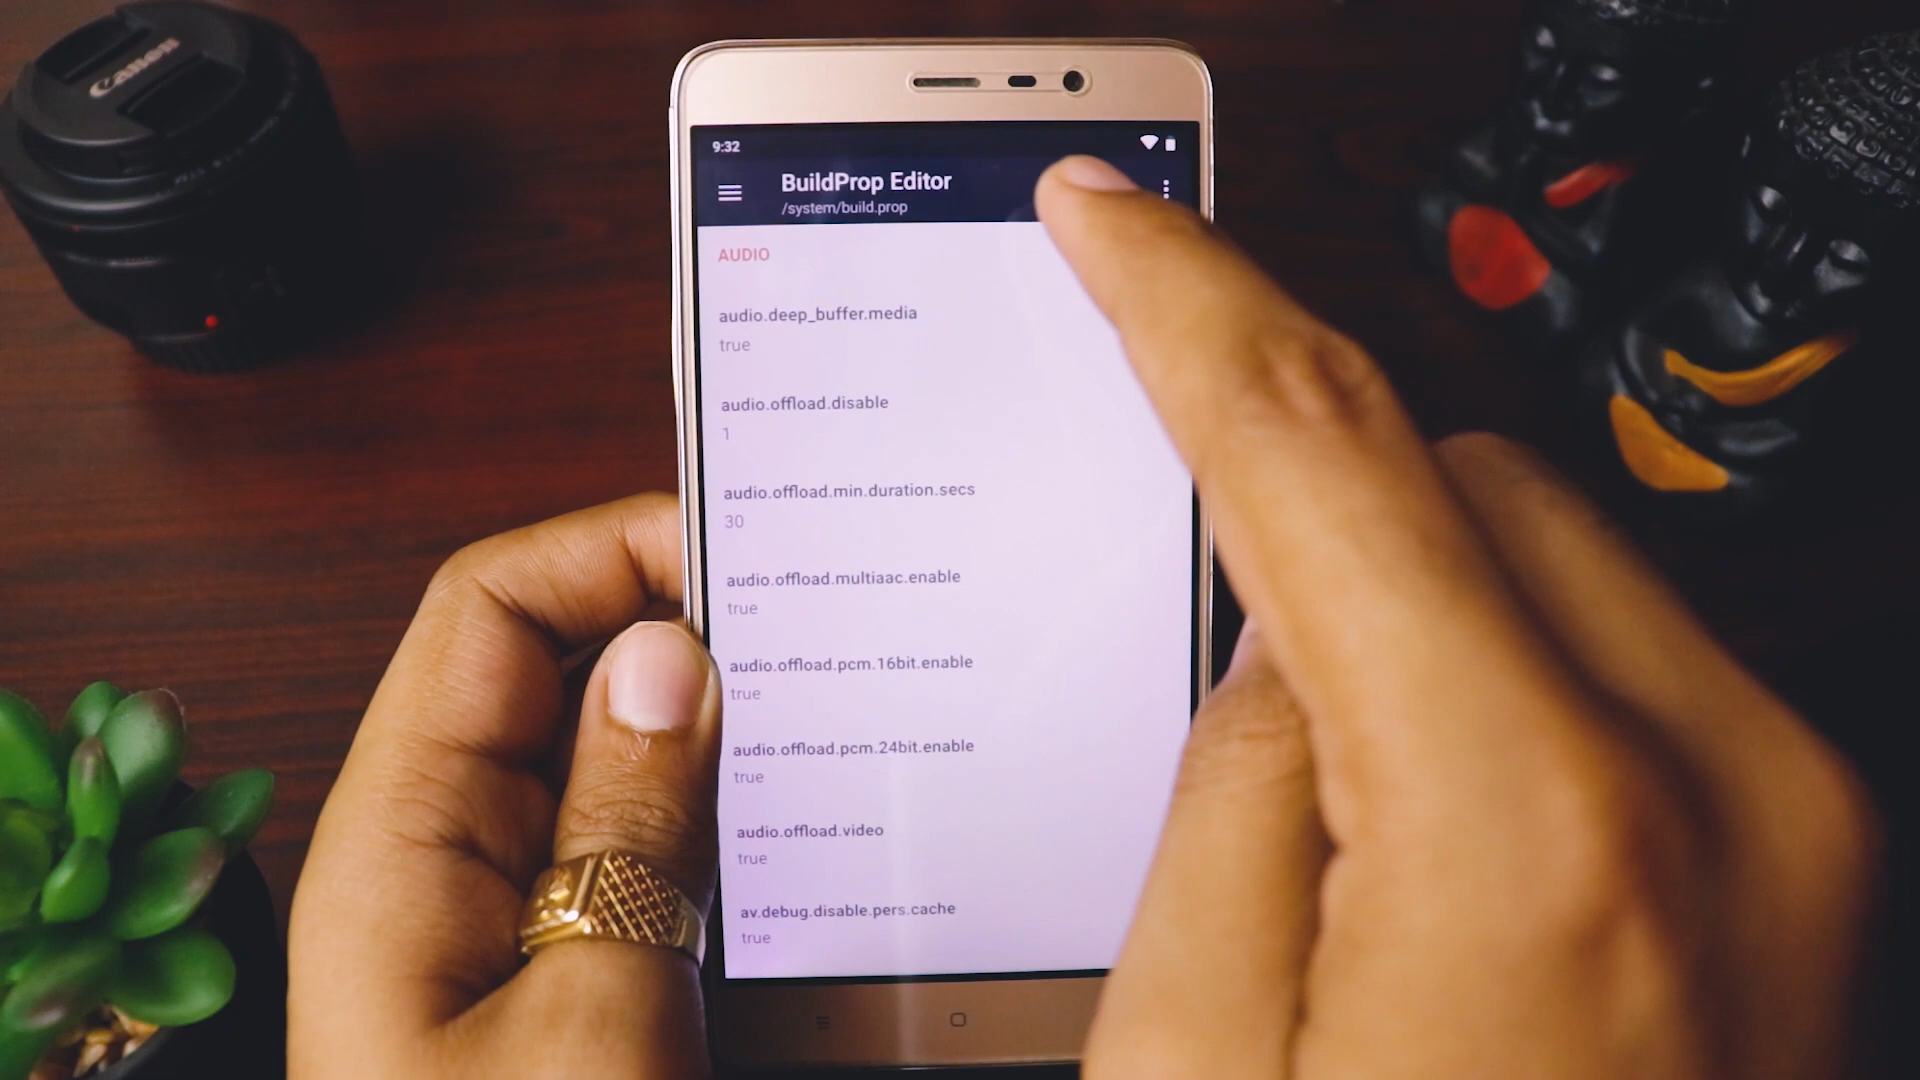 Canon
9:32
BuildProp Editor
/system/build.prop
AUDIO
audio.deep_buffer.media
true
audio.offload.disable
1
audio.offload.min.duration.secs
30
audio.offload.multiaac.enable
true
audio.offload.pcm.16bit.enable
true
audio.offload.pcm.24bit.enable
true
audio.offload.video
true
av.debug.disable.pers.cache
true